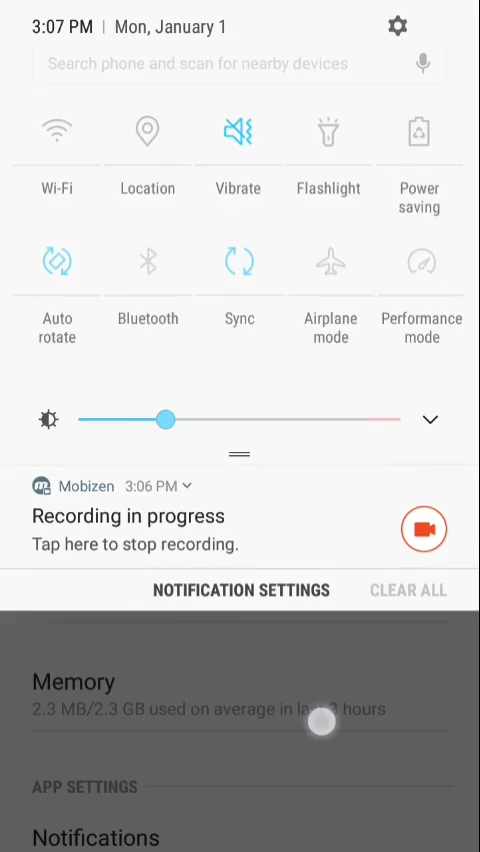 3:07 PM | Mon, January 1
Search phone and scan for nearby devices
Wi-Fi Location Vibrate Flashlight Power saving
Auto rotate Bluetooth Sync Airplane mode Performance mode
Mobizen 3:06 PM
Recording in progress
Tap here to stop recording.
NOTIFICATION SETTINGS CLEAR ALL
Memory
2.3 MB/2.3 GB used on average in last 3 hours
APP SETTINGS
Notifications